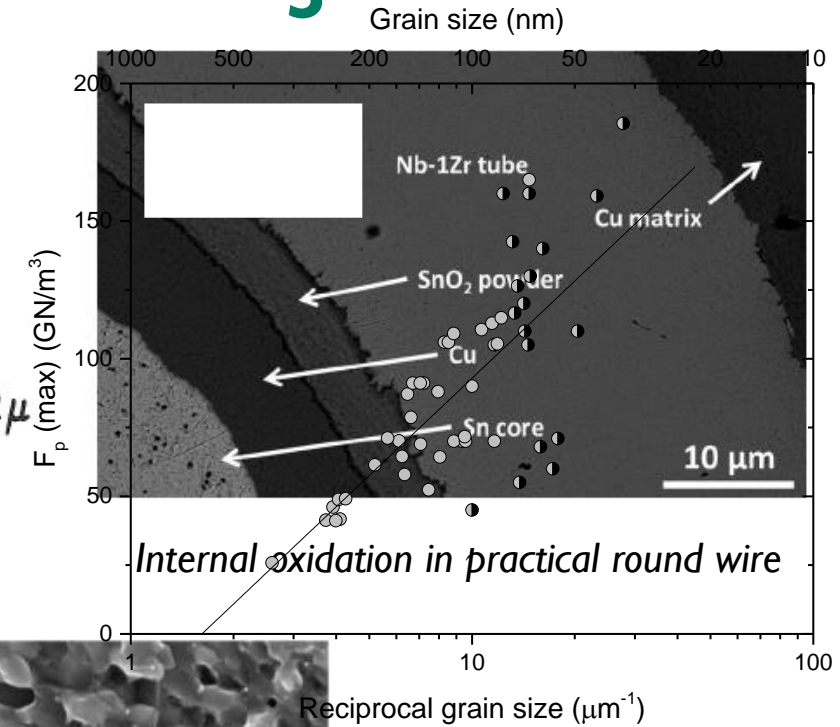 Grain size (nm)
1000 500 200 100 50 20 10
200
Nb-1Zr tube
150
Cu matrix
SnO₂ powder
F_p (max) (GN/m³)
100
Cu
μ
Sn core
10 µm
50
Internal oxidation in practical round wire
0
1 10 100
Reciprocal grain size (μm⁻¹)